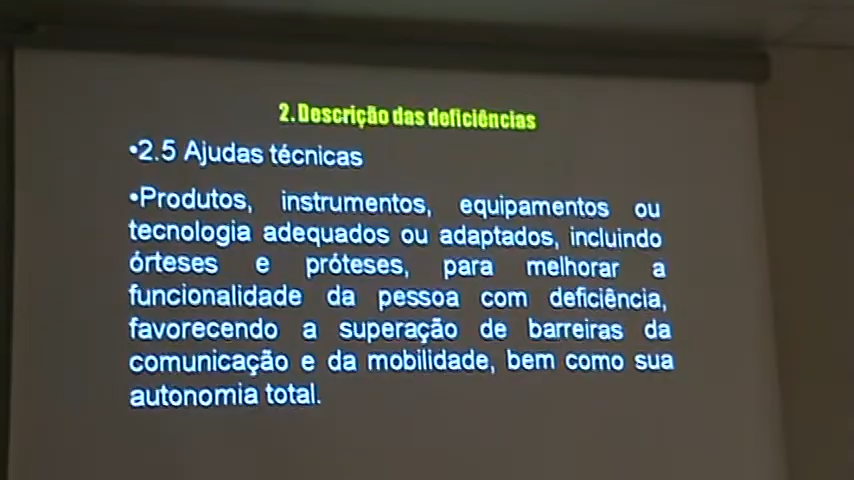 2.Descrição das deficiências
•2.5 Ajudas técnicas
•Produtos, instrumentos, equipamentos ou
tecnologia adequados ou adaptados, incluindo
órteses e próteses, para melhorar a
funcionalidade da pessoa com deficiência,
favorecendo a superação de barreiras da
comunicação e da mobilidade, bem como sua
autonomia total.